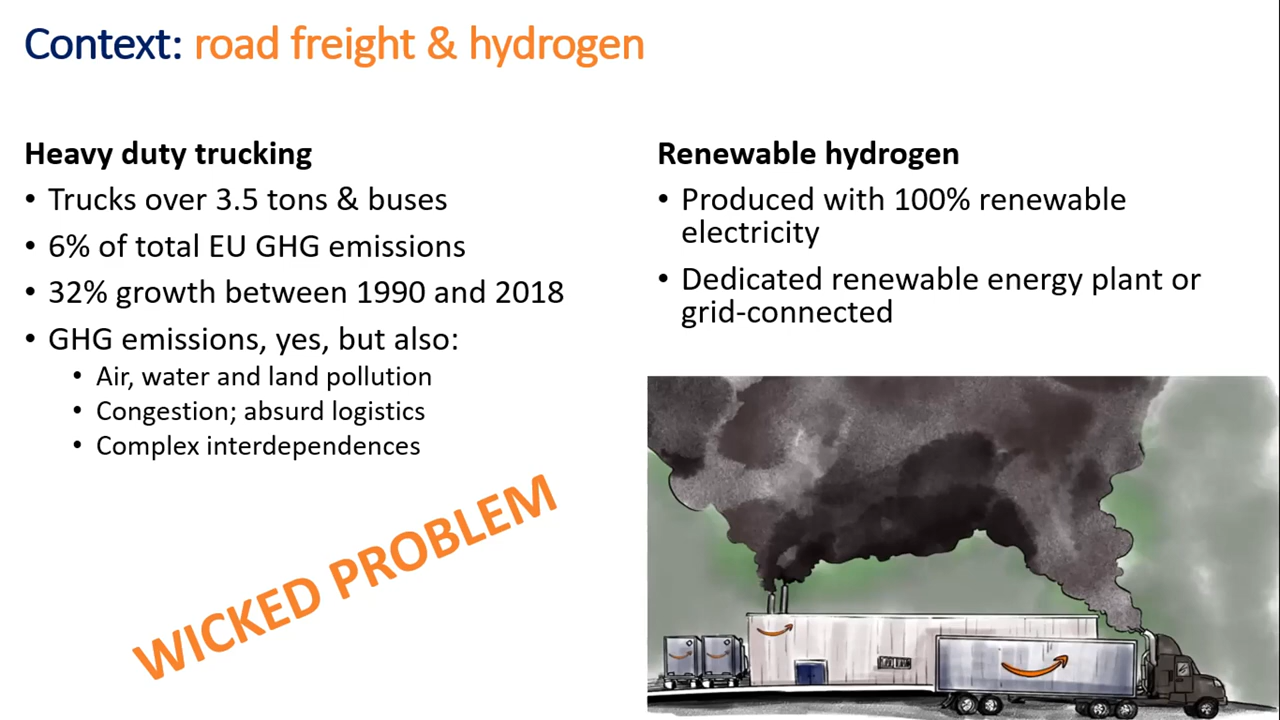 Context: road freight & hydrogen
Heavy duty trucking
• Trucks over 3.5 tons & buses
• 6% of total EU GHG emissions
• 32% growth between 1990 and 2018
• GHG emissions, yes, but also:
• Air, water and land pollution
• Congestion; absurd logistics
• Complex interdependences
WICKED PROBLEM
Renewable hydrogen
• Produced with 100% renewable
electricity
• Dedicated renewable energy plant or
grid-connected